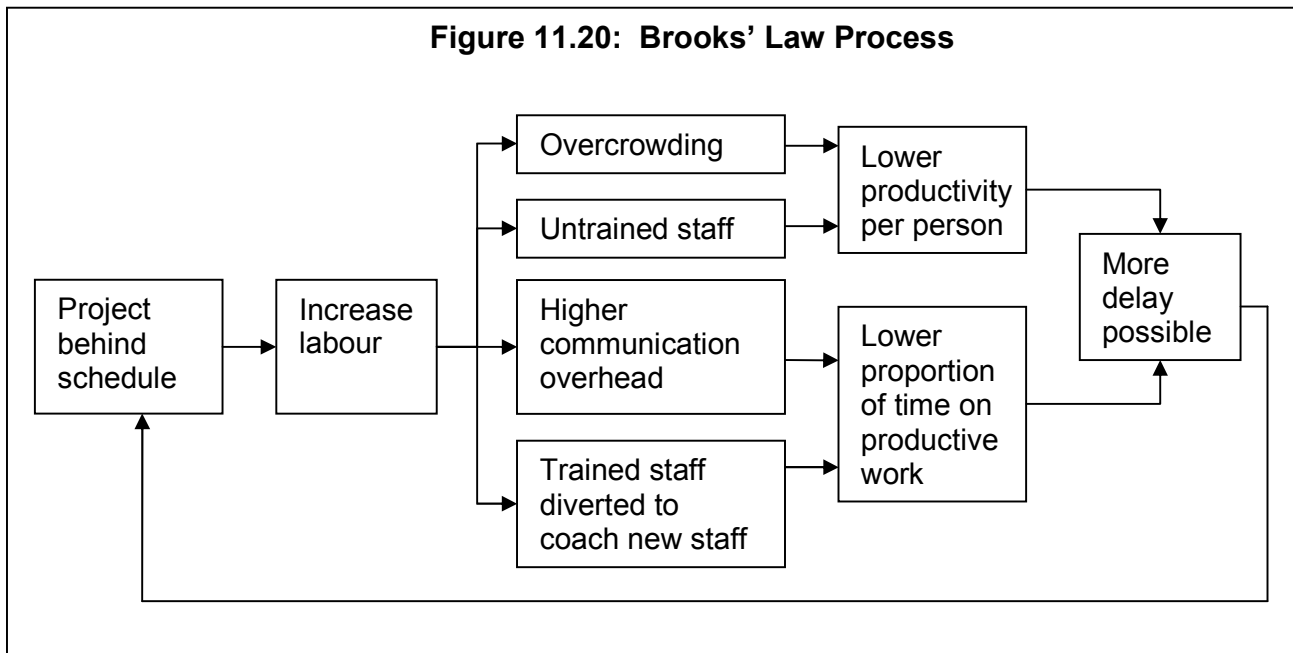 Figure 11.20:  Brooks’ Law Process
Project
behind
schedule
Increase
labour
Overcrowding
Untrained staff
Higher
communication
overhead
Trained staff
diverted to
coach new staff
Lower
productivity
per person
Lower
proportion
of time on
productive
work
More
delay
possible